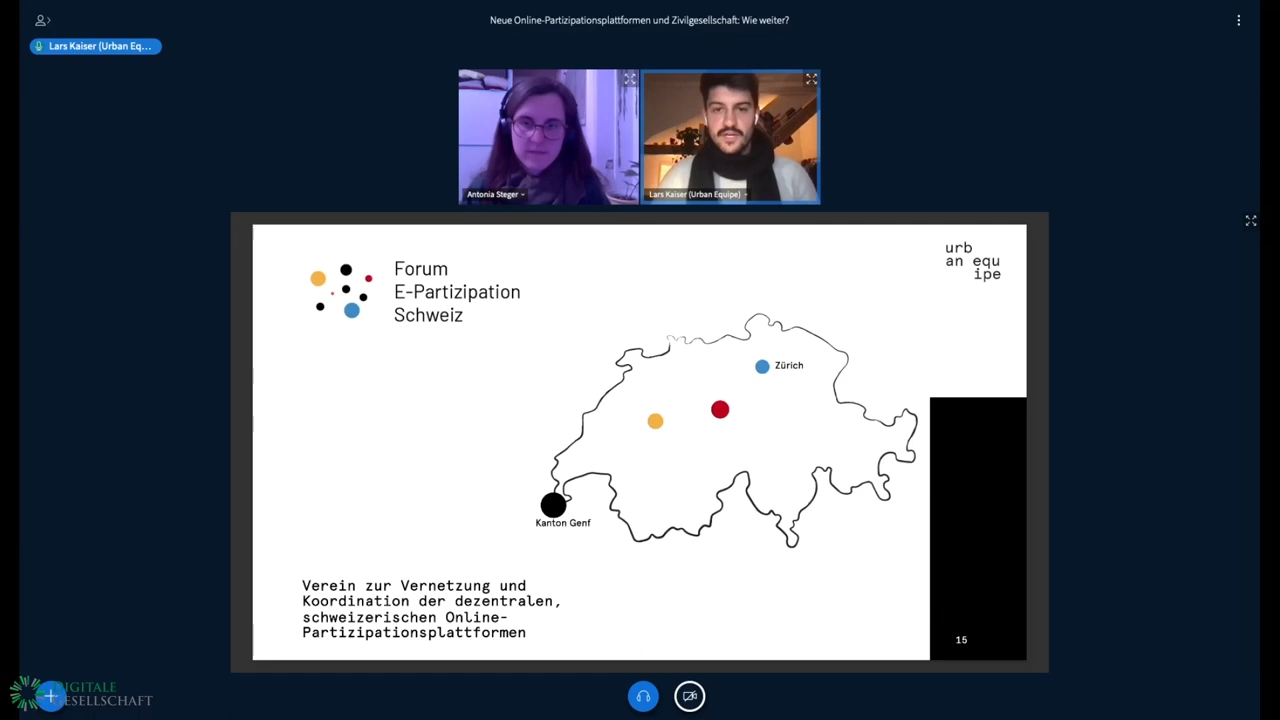 Neue Online-Partizipationsplattformen und Zivilgesellschaft: Wie weiter?
Lars Kaiser (Urban Eq...
Antonia Steger
Lars Kaiser (Urban Equipe)
Forum
E-Partizipation
Schweiz
urb
an equ
ipe
Zürich
Kanton Genf
Verein zur Vernetzung und
Koordination der dezentralen,
schweizerischen Online-
Partizipationsplattformen
15
DIGITALE
GESELLSCHAFT